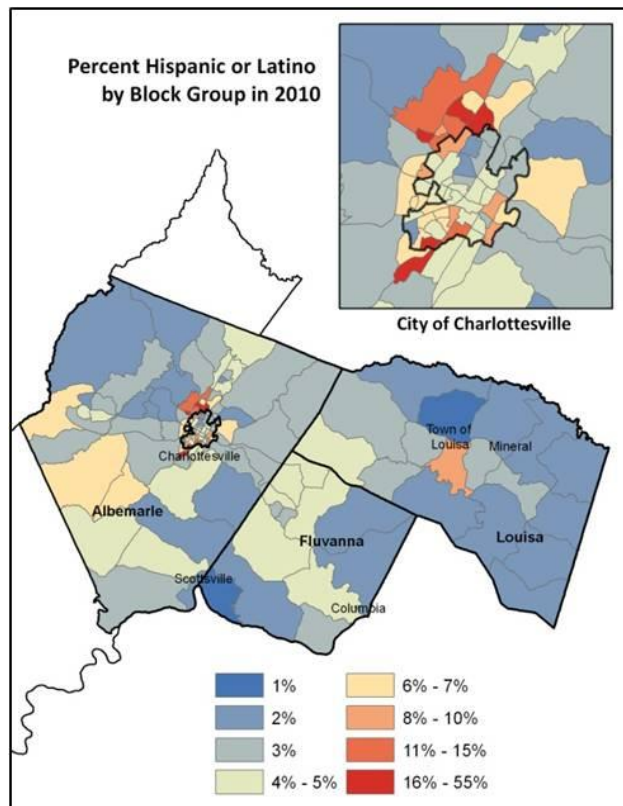 Percent Hispanic or Latino
by Block Group in 2010
City of Charlottesville
Town of
Louisa
Mineral
Charlottesville
Albemarle
Fluvanna
Louisa
Scottsville
Columbia
1%
2%
3%
4% - 5%
6% - 7%
8% - 10%
11% - 15%
16% - 55%